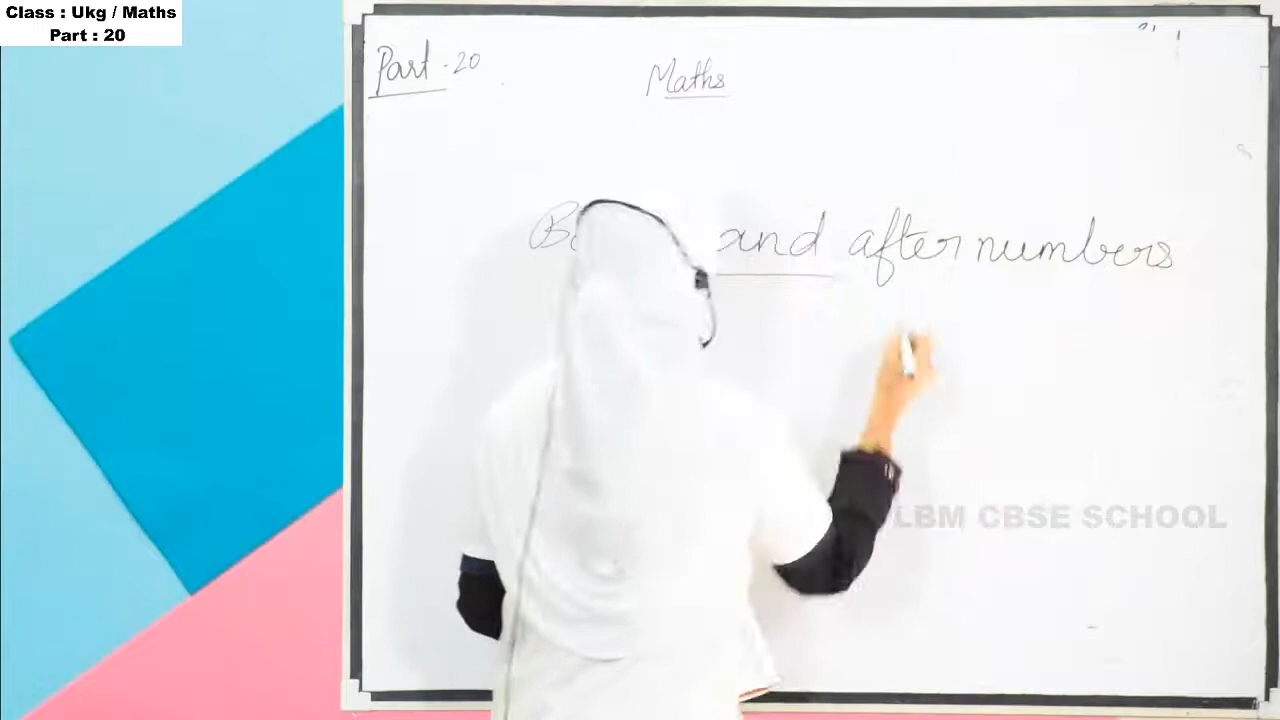 Class : Ukg / Maths
Part : 20
Part - 20
Maths
and after numbers
LBM CBSE SCHOOL